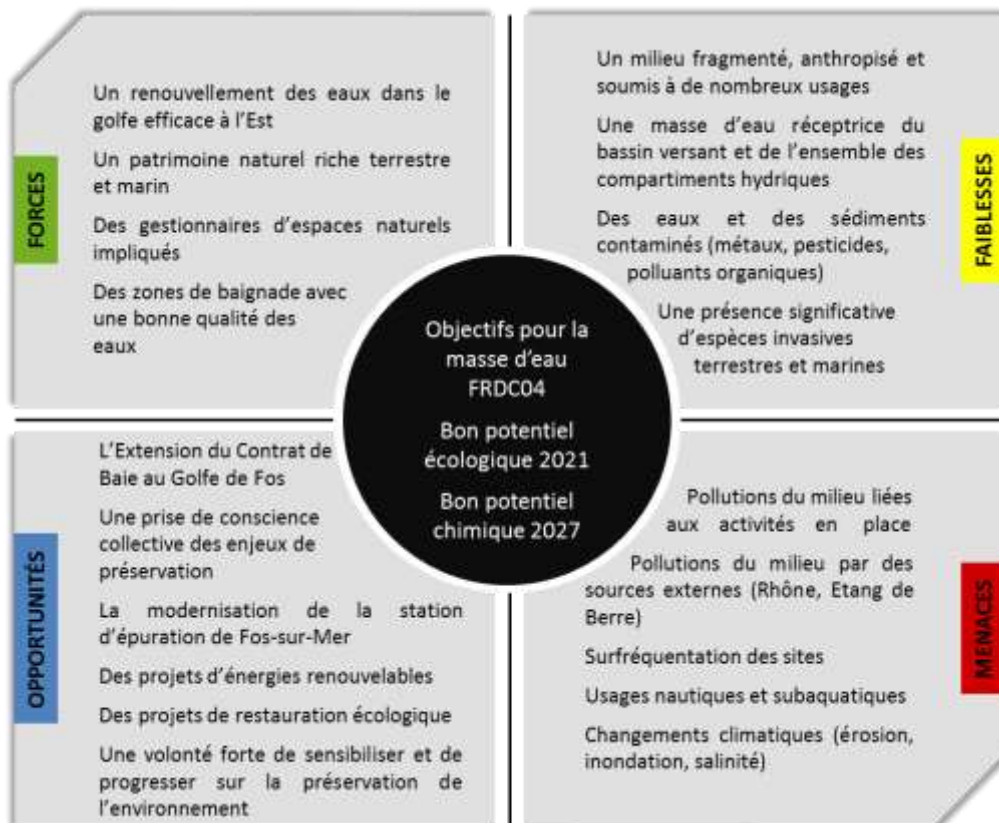 FORCES
Un renouvellement des eaux dans le
golfe efficace à l'Est
Un patrimoine naturel riche terrestre
et marin
Des gestionnaires d'espaces naturels
impliqués
Des zones de baignade avec
une bonne qualité des
eaux
FAIBLESSES
Un milieu fragmenté, anthropisé et
soumis à de nombreux usages
Une masse d'eau réceptrice du
bassin versant et de l'ensemble des
compartiments hydriques
Des eaux et des sédiments
contaminés (métaux, pesticides,
polluants organiques)
Une présence significative
d'espèces invasives
terrestres et marines
Objectifs pour la
masse d'eau
FRDC04
Bon potentiel
écologique 2021
Bon potentiel
chimique 2027
OPPORTUNITÉS
L'Extension du Contrat de
Baie au Golfe de Fos
Une prise de conscience
collective des enjeux de
préservation
La modernisation de la station
d'épuration de Fos-sur-Mer
Des projets d'énergies renouvelables
Des projets de restauration écologique
Une volonté forte de sensibiliser et de
progresser sur la préservation de
l'environnement
MENACES
Pollutions du milieu liées
aux activités en place
Pollutions du milieu par des
sources externes (Rhône, Etang de
Berre)
Surfréquentation des sites
Usages nautiques et subaquatiques
Changements climatiques (érosion,
inondation, salinité)